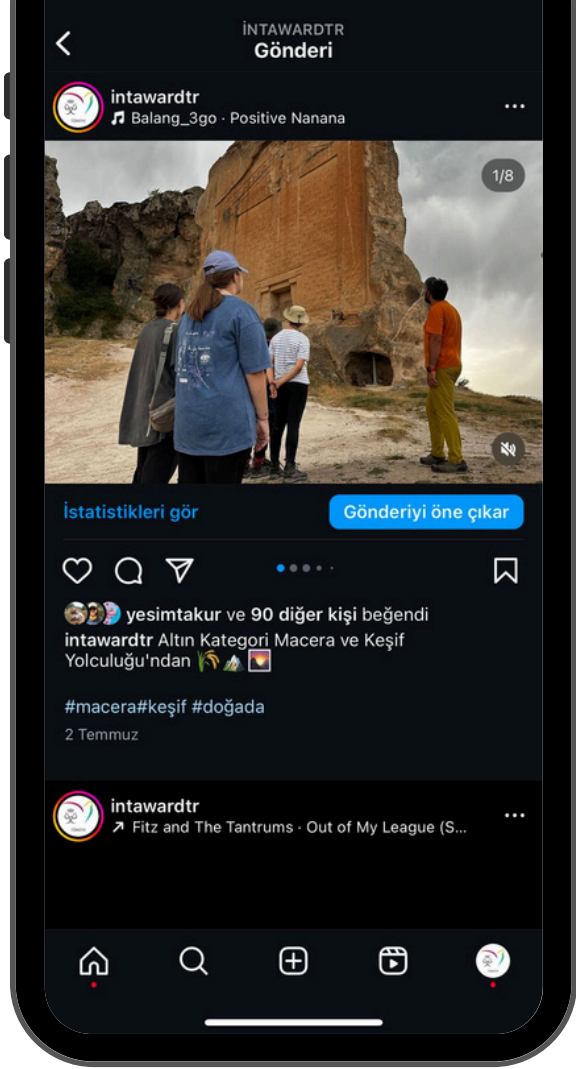 İNTAWARDTR
Gönderi
intawardtr
Balang_3go · Positive Nanana
1/8
İstatistikleri gör
Gönderiyi öne çıkar
yesimtakur ve 90 diğer kişi beğendi
intawardtr Altın Kategori Macera ve Keşif
Yolculuğu'ndan 🌾⛰️🌄
#macera#keşif #doğada
2 Temmuz
intawardtr
Fitz and The Tantrums · Out of My League (S...